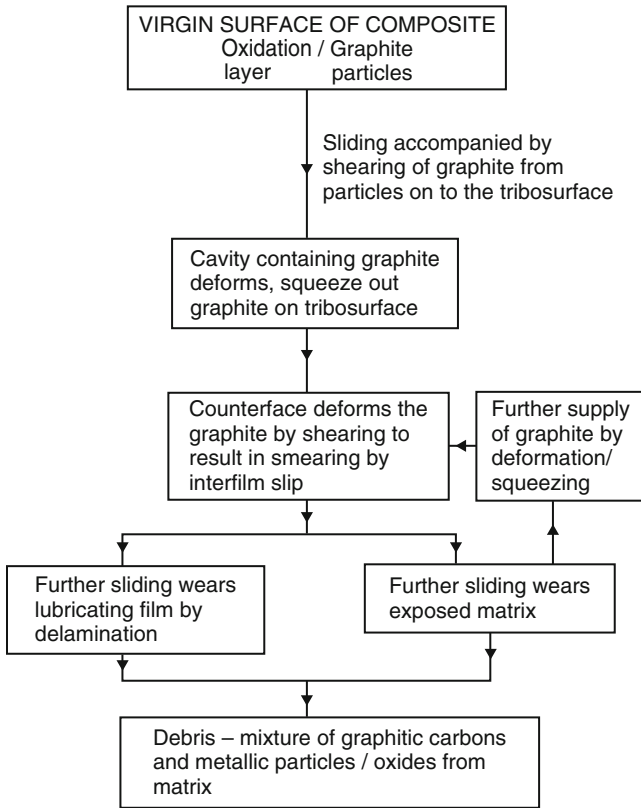 VIRGIN SURFACE OF COMPOSITE
Oxidation / Graphite
layer particles
Sliding accompanied by
shearing of graphite from
particles on to the tribosurface
Cavity containing graphite
deforms, squeeze out
graphite on tribosurface
Counterface deforms the
graphite by shearing to
result in smearing by
interfilm slip
Further supply
of graphite by
deformation/
squeezing
Further sliding wears
lubricating film by
delamination
Further sliding wears
exposed matrix
Debris – mixture of graphitic carbons
and metallic particles / oxides from
matrix